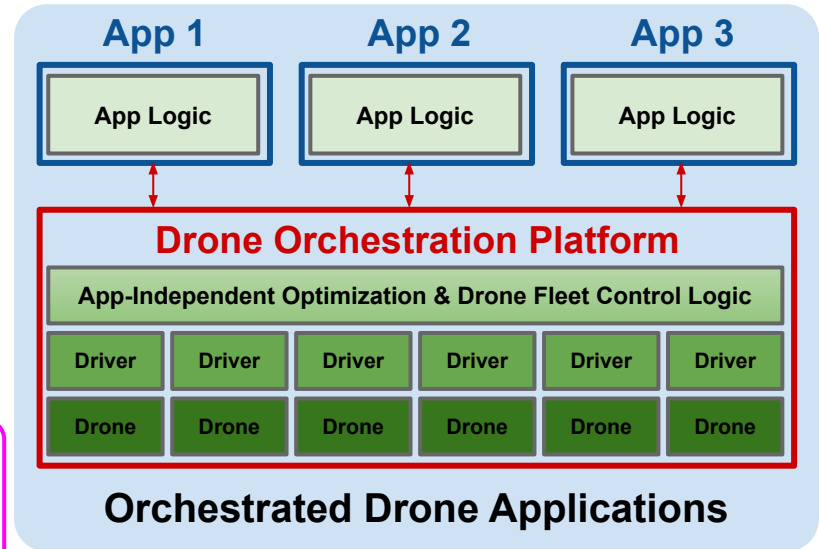 App 1 App 2 App 3
App Logic App Logic App Logic
Drone Orchestration Platform
App-Independent Optimization & Drone Fleet Control Logic
Driver Driver Driver Driver Driver Driver
Drone Drone Drone Drone Drone Drone
Orchestrated Drone Applications